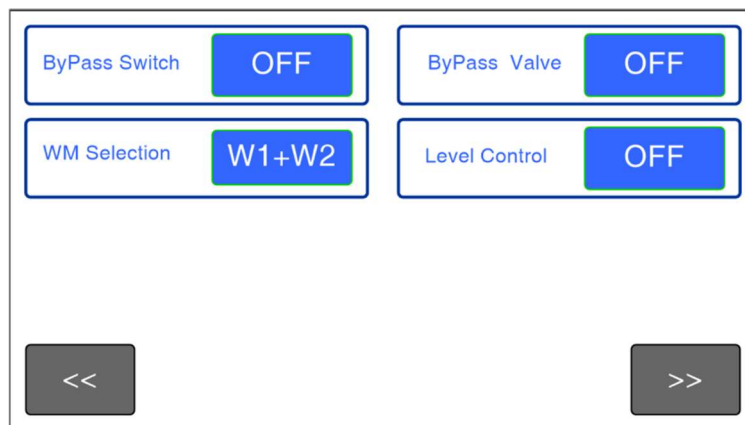 ByPass Switch OFF
ByPass Valve OFF
WM Selection W1+W2
Level Control OFF
<<
>>